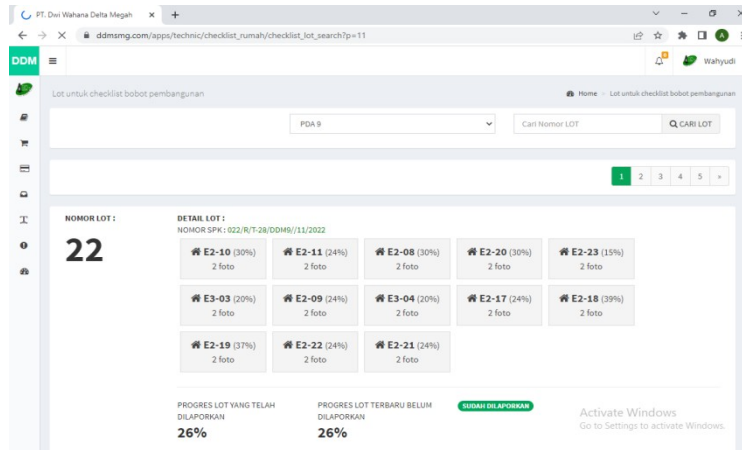 PT. Dwi Wahana Delta Megah
ddmsmg.com/apps/technic/checklist_rumah/checklist_lot_search?p=11
A
DDM
Wahyudi
Lot untuk checklist bobot pembangunan
Home
Lot untuk checklist bobot pembangunan
PDA 9
Cari Nomor LOT
CARI LOT
1 2 3 4 5 »
NOMOR LOT :
22
DETAIL LOT :
NOMOR SPK : 022/R/T-28/DDM9//11/2022
E2-10 (30%) E2-11 (24%) E2-08 (30%) E2-20 (30%) E2-23 (15%)
2 foto 2 foto 2 foto 2 foto 2 foto
E3-03 (20%) E2-09 (24%) E3-04 (20%) E2-17 (24%) E2-18 (39%)
2 foto 2 foto 2 foto 2 foto 2 foto
E2-19 (37%) E2-22 (24%) E2-21 (24%)
2 foto 2 foto 2 foto
PROGRES LOT YANG TELAH
DILAPORKAN
26%
PROGRES LOT TERBARU BELUM
DILAPORKAN
26%
SUDAH DILAPORKAN
Activate Windows
Go to Settings to activate Windows.